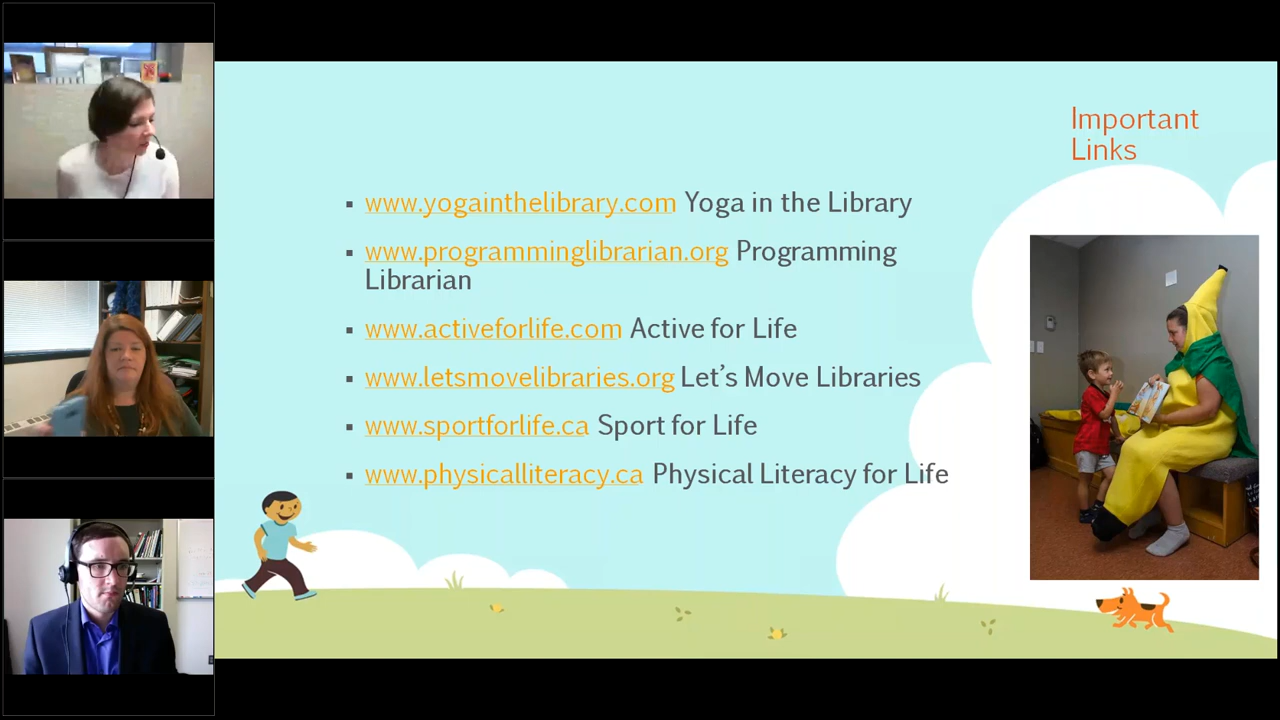 Important
Links
www.yogainthelibrary.com Yoga in the Library
www.programminglibrarian.org Programming
Librarian
www.activeforlife.com Active for Life
www.letsmovelibraries.org Let's Move Libraries
www.sportforlife.ca Sport for Life
www.physicalliteracy.ca Physical Literacy for Life